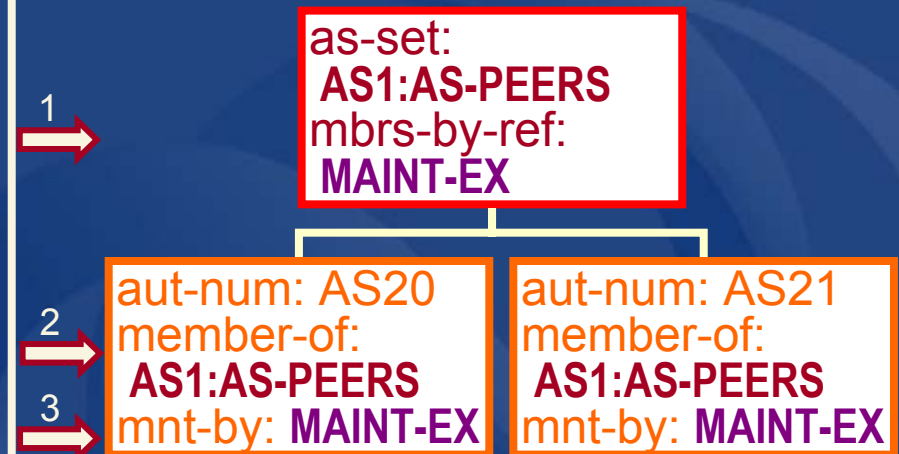 1
as-set:
AS1:AS-PEERS
mbrs-by-ref:
MAINT-EX
2
aut-num: AS20
member-of:
AS1:AS-PEERS
3
mnt-by: MAINT-EX
aut-num: AS21
member-of:
AS1:AS-PEERS
mnt-by: MAINT-EX